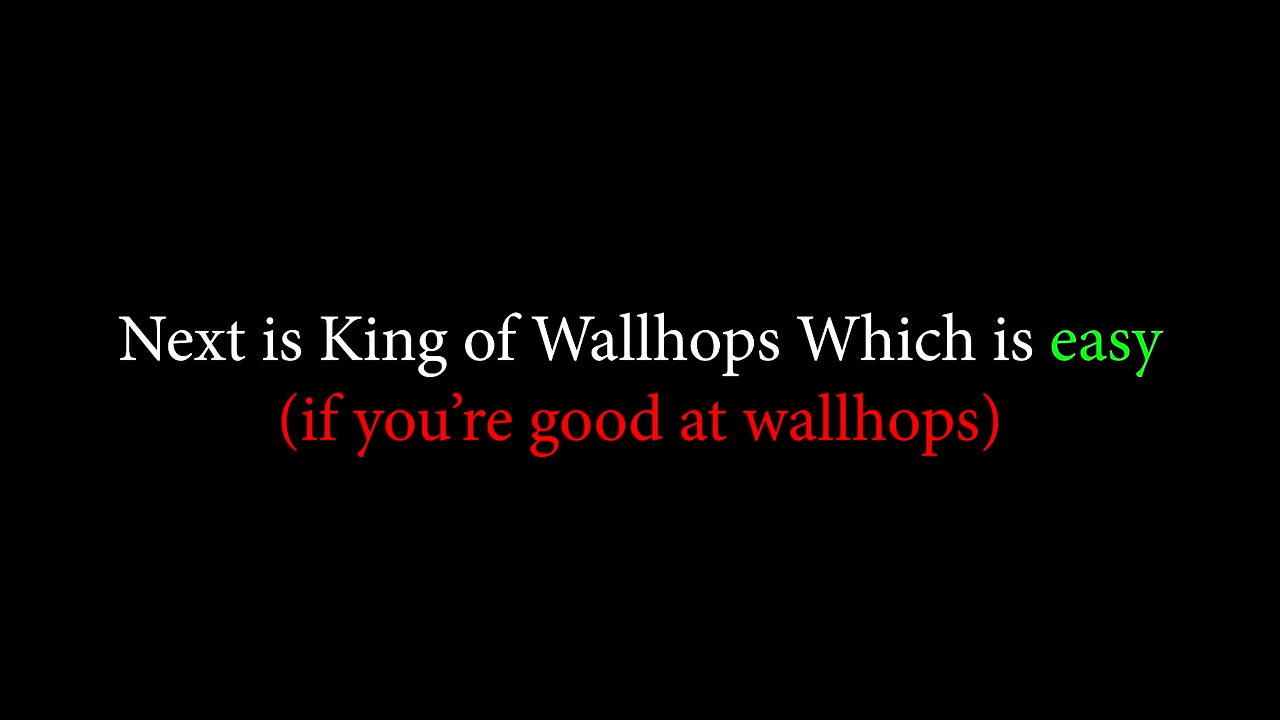 Next is King of Wallhops Which is easy
(if you’re good at wallhops)